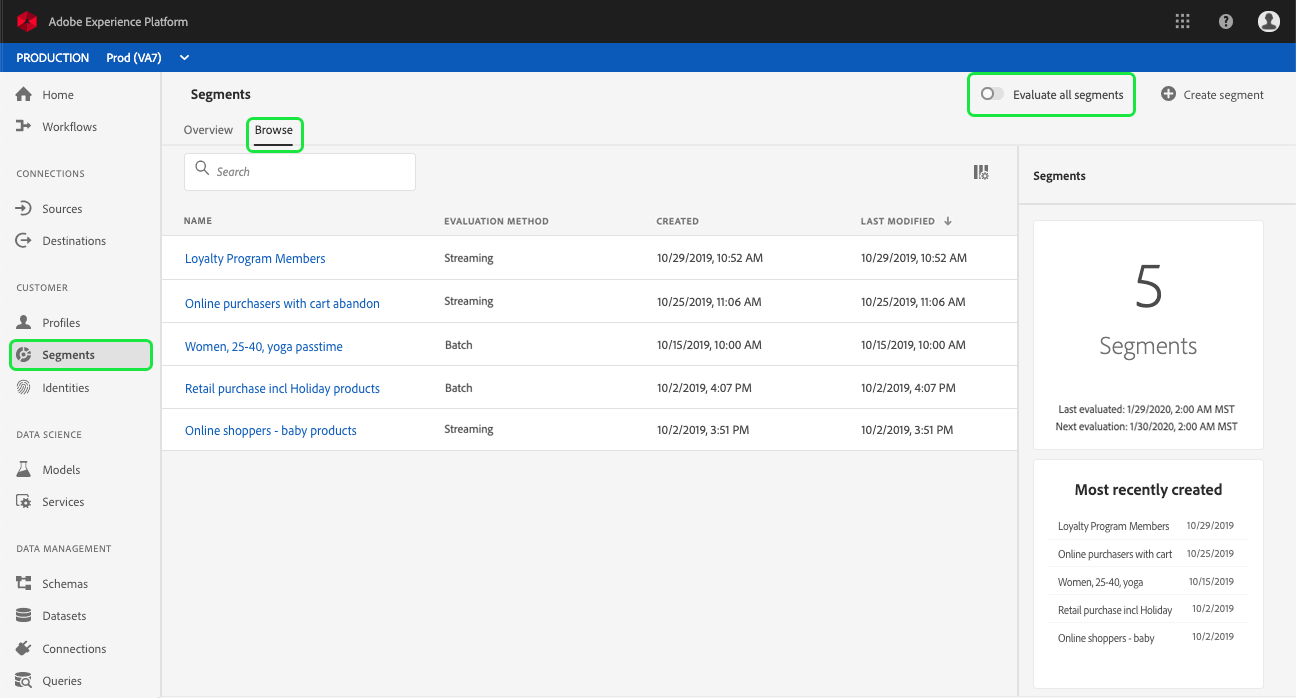 Adobe Experience Platform
PRODUCTION Prod (VA7)
Home
Workflows
CONNECTIONS
Sources
Destinations
CUSTOMER
Profiles
Segments
Identities
DATA SCIENCE
Models
Services
DATA MANAGEMENT
Schemas
Datasets
Connections
Queries
Segments
Evaluate all segments
Create segment
Overview Browse
Search
NAME EVALUATION METHOD CREATED LAST MODIFIED
Loyalty Program Members Streaming 10/29/2019, 10:52 AM 10/29/2019, 10:52 AM
Online purchasers with cart abandon Streaming 10/25/2019, 11:06 AM 10/25/2019, 11:06 AM
Women, 25-40, yoga passtime Batch 10/15/2019, 10:00 AM 10/15/2019, 10:00 AM
Retail purchase incl Holiday products Batch 10/2/2019, 4:07 PM 10/2/2019, 4:07 PM
Online shoppers - baby products Streaming 10/2/2019, 3:51 PM 10/2/2019, 3:51 PM
Segments
5
Segments
Last evaluated: 1/29/2020, 2:00 AM MST
Next evaluation: 1/30/2020, 2:00 AM MST
Most recently created
Loyalty Program Members 10/29/2019
Online purchasers with cart 10/25/2019
Women, 25-40, yoga 10/15/2019
Retail purchase incl Holiday 10/2/2019
Online shoppers - baby 10/2/2019